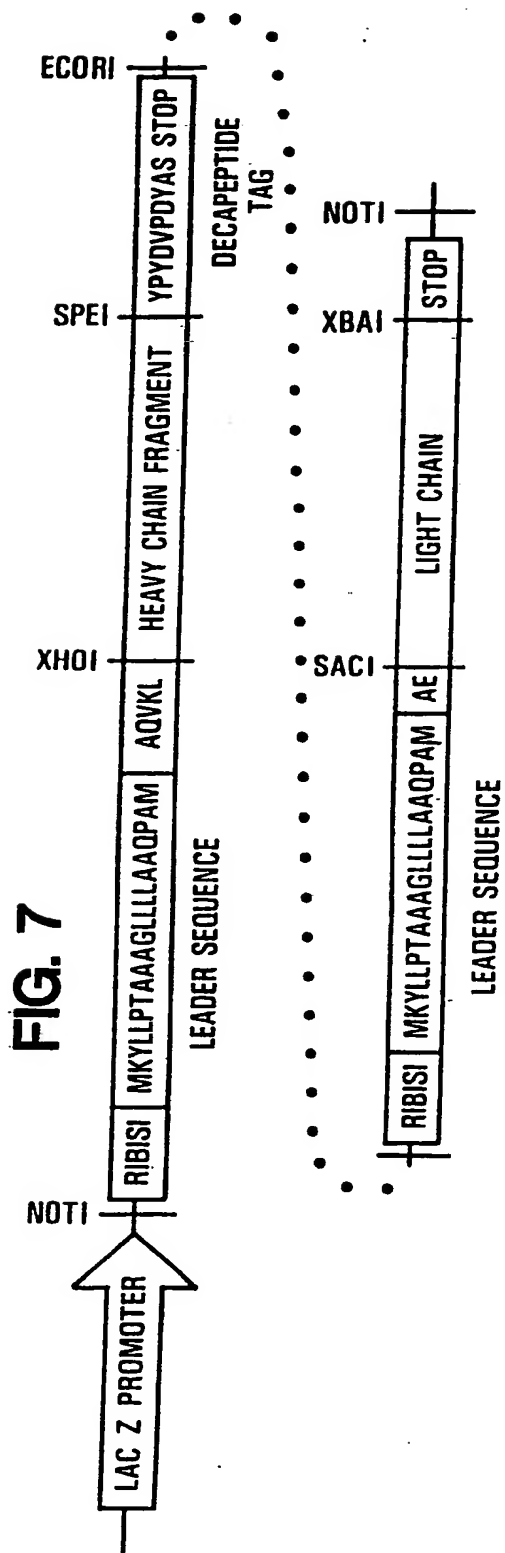 FIG. 7
LAC Z PROMOTER
NOTI
RIBISI
MKYLLPTAAAGLLLLAAQPAM
LEADER SEQUENCE
AQVKL
XHOI
HEAVY CHAIN FRAGMENT
SPEI
YPYDVPDYAS STOP
DECAPEPTIDE
TAG
ECORI
RIBISI
MKYLLPTAAAGLLLLAAQPAM
LEADER SEQUENCE
AE
SACI
LIGHT CHAIN
XBAI
STOP
NOTI